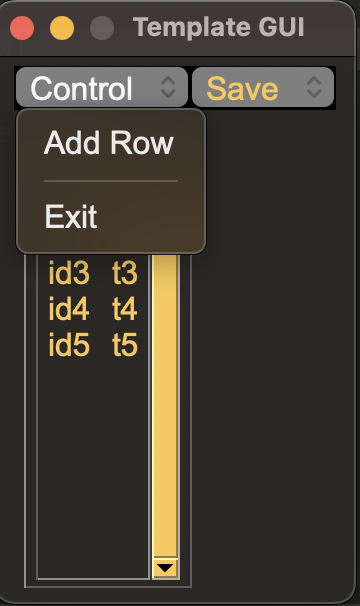 Template GUI
Control Save
Add Row
Exit
id3 t3
id4 t4
id5 t5